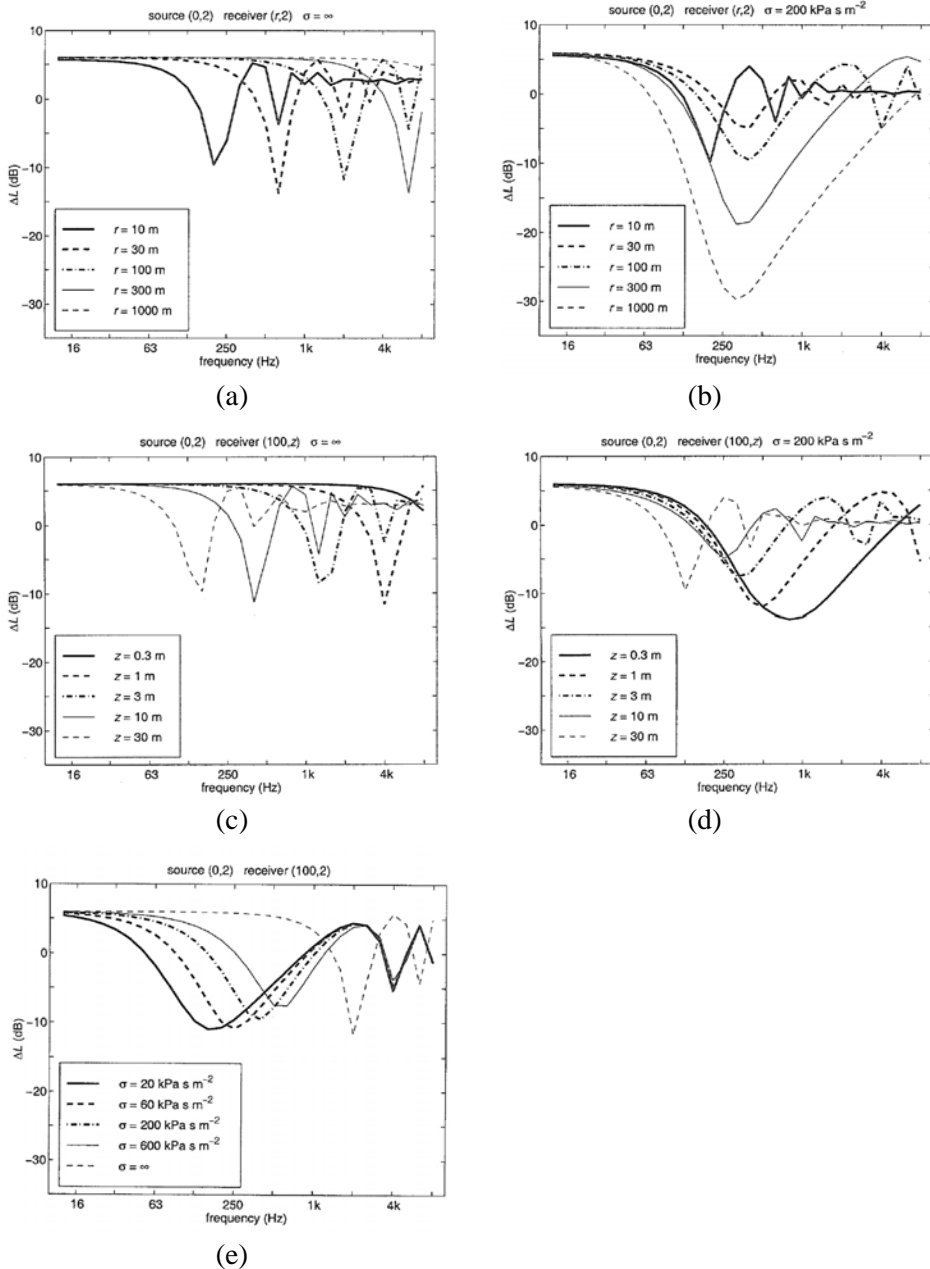 source (0,2) receiver (r,2) σ = ∞
10
0
−10
−20
−30
ΔL (dB)
r = 10 m
r = 30 m
r = 100 m
r = 300 m
r = 1000 m
16 63 250 1k 4k
frequency (Hz)
(a)
source (0,2) receiver (r,2) σ = 200 kPa s m−2
10
0
−10
−20
−30
ΔL (dB)
r = 10 m
r = 30 m
r = 100 m
r = 300 m
r = 1000 m
16 63 250 1k 4k
frequency (Hz)
(b)
source (0,2) receiver (100,z) σ = ∞
10
0
−10
−20
−30
ΔL (dB)
z = 0.3 m
z = 1 m
z = 3 m
z = 10 m
z = 30 m
16 63 250 1k 4k
frequency (Hz)
(c)
source (0,2) receiver (100,z) σ = 200 kPa s m−2
10
0
−10
−20
−30
ΔL (dB)
z = 0.3 m
z = 1 m
z = 3 m
z = 10 m
z = 30 m
16 63 250 1k 4k
frequency (Hz)
(d)
source (0,2) receiver (100,2)
10
0
−10
−20
−30
ΔL (dB)
σ = 20 kPa s m−2
σ = 60 kPa s m−2
σ = 200 kPa s m−2
σ = 600 kPa s m−2
σ = ∞
16 63 250 1k 4k
frequency (Hz)
(e)